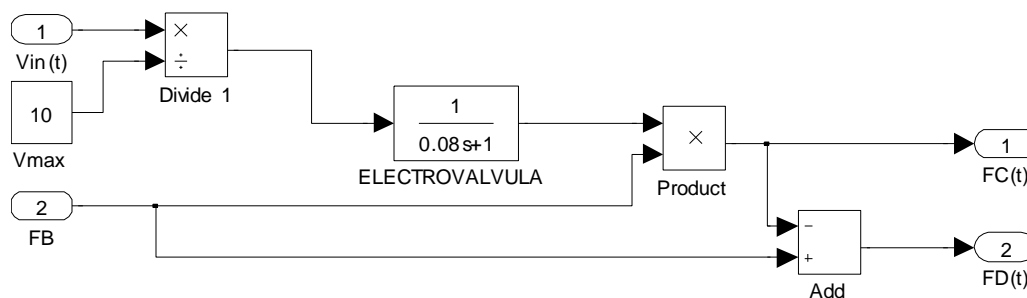 1
Vin(t)
×
÷
Divide 1
10
Vmax
1
0.08s+1
ELECTROVALVULA
×
Product
1
FC(t)
2
FB
−
+
Add
2
FD(t)